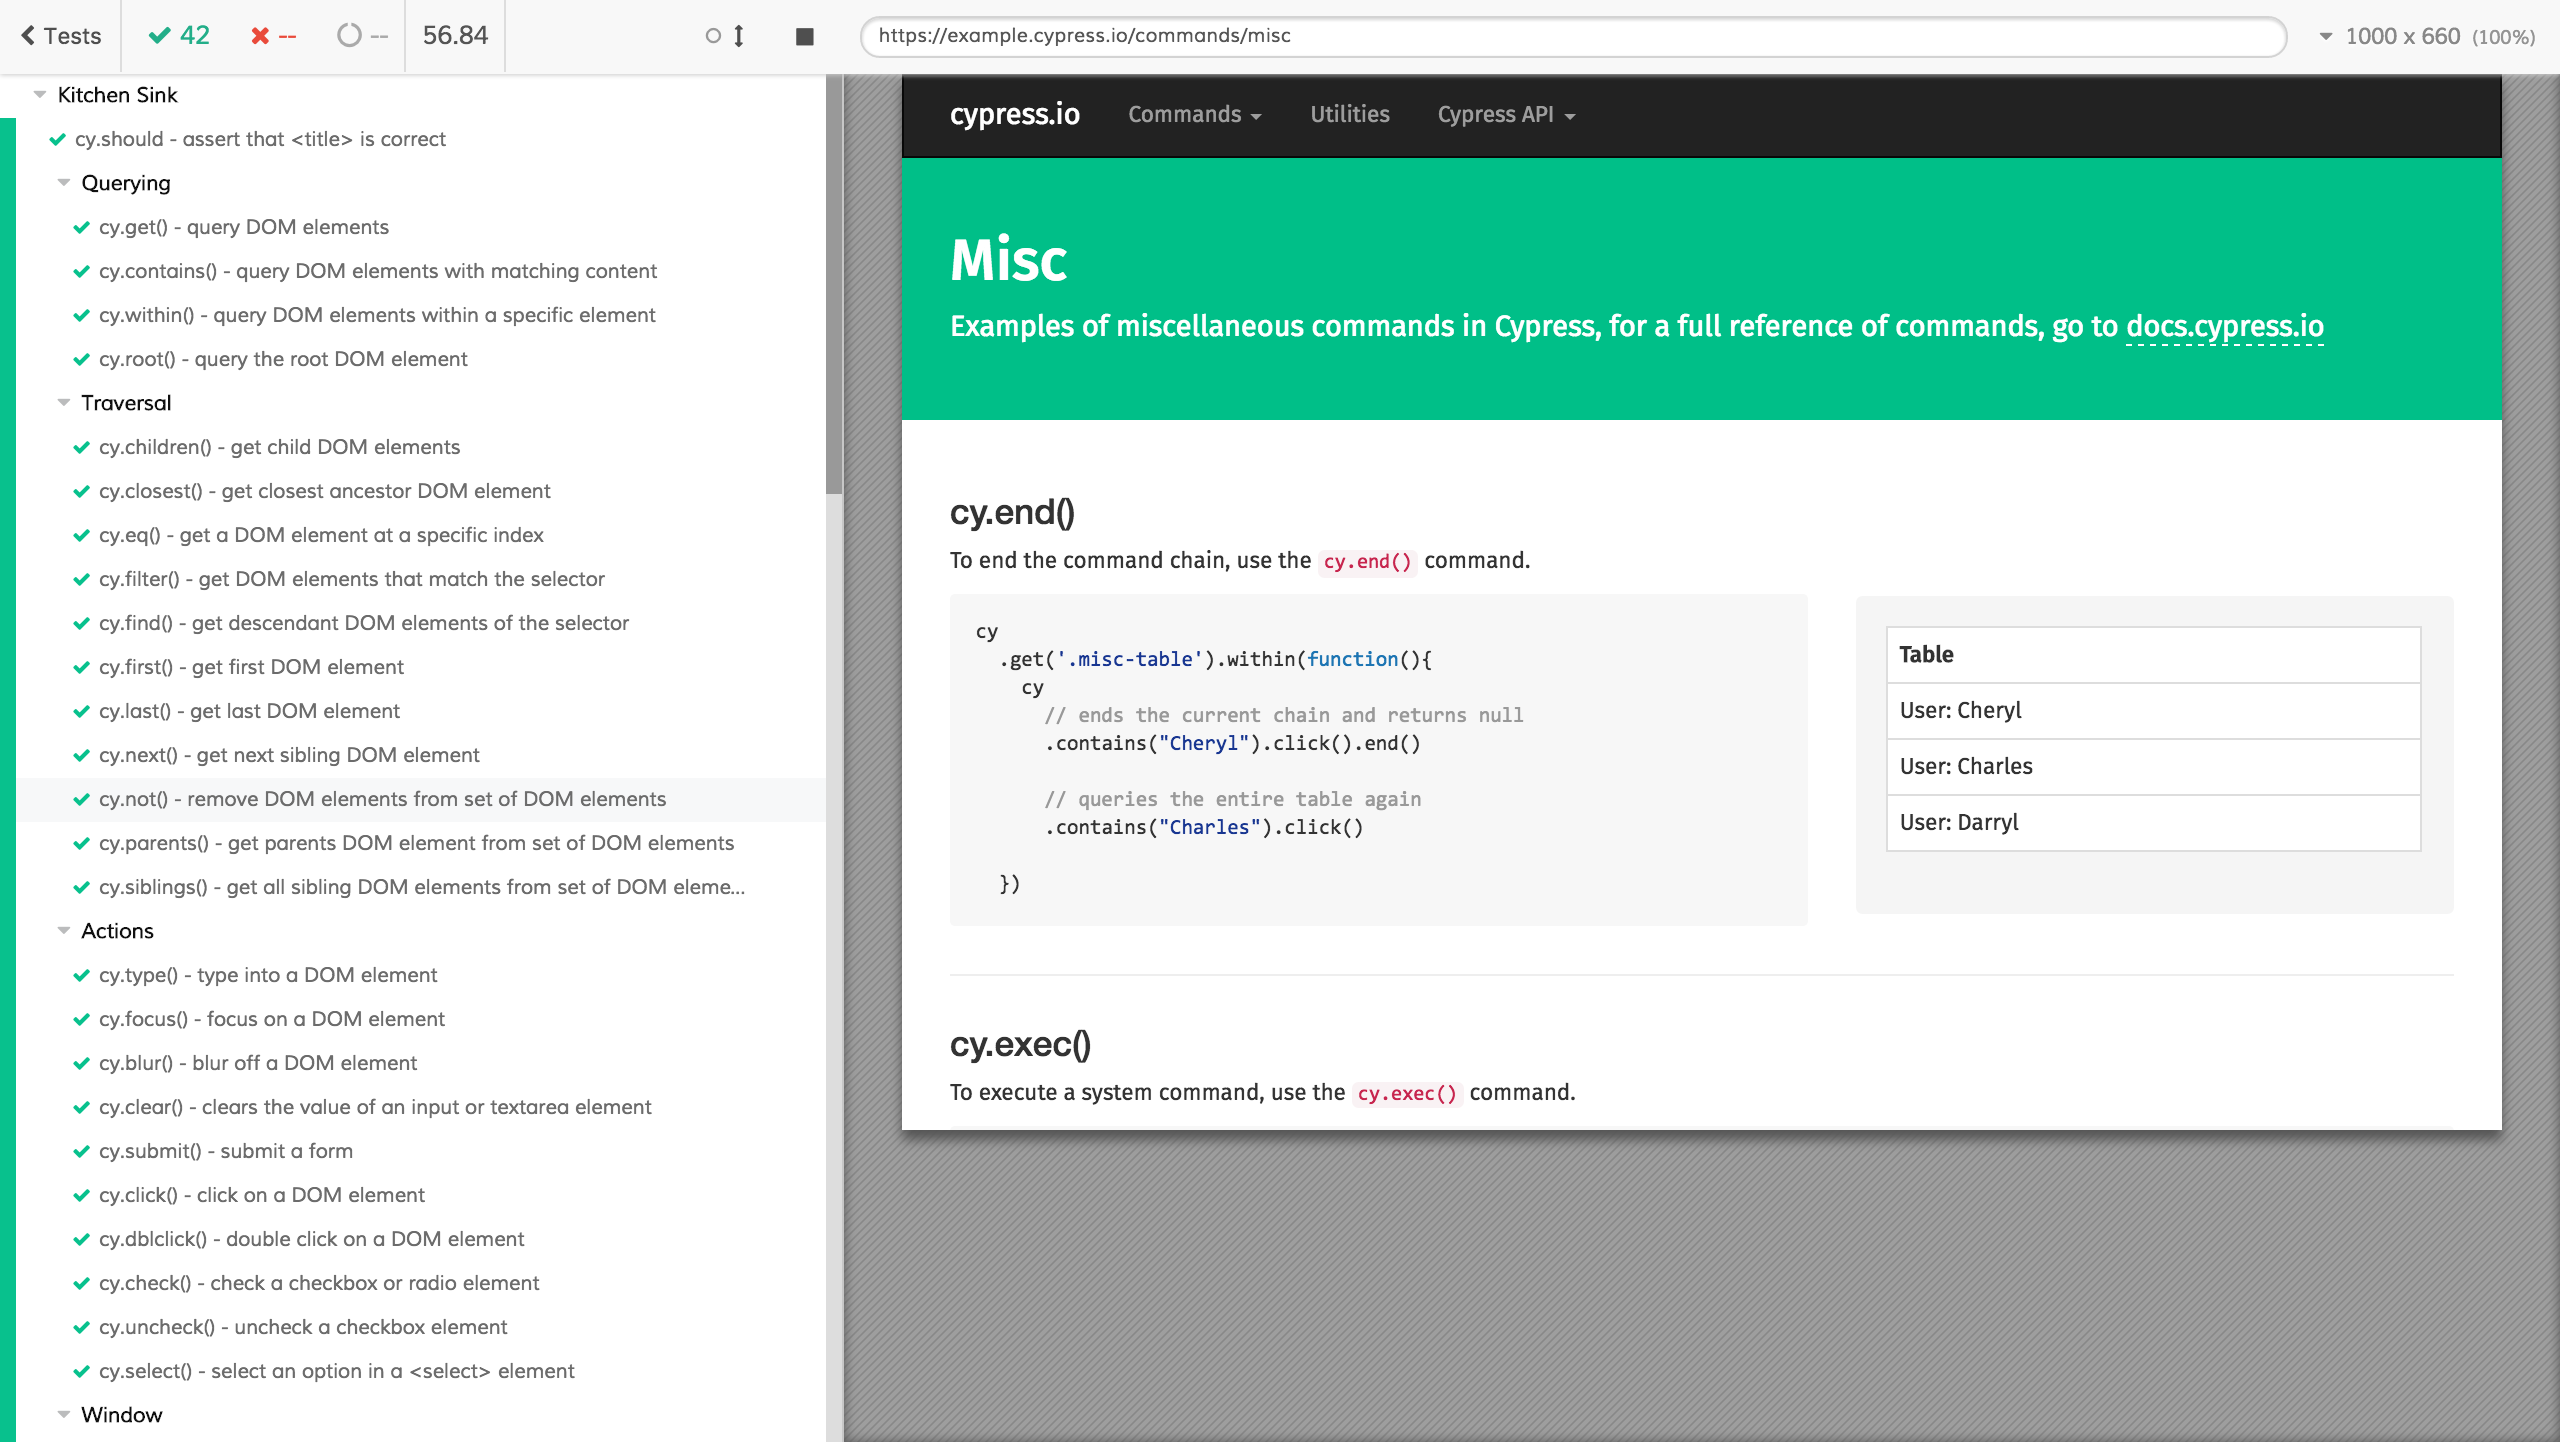 Tests
42
--
--
56.84
https://example.cypress.io/commands/misc
1000 x 660 (100%)
Kitchen Sink
cy.should - assert that <title> is correct
Querying
cy.get() - query DOM elements
cy.contains() - query DOM elements with matching content
cy.within() - query DOM elements within a specific element
cy.root() - query the root DOM element
Traversal
cy.children() - get child DOM elements
cy.closest() - get closest ancestor DOM element
cy.eq() - get a DOM element at a specific index
cy.filter() - get DOM elements that match the selector
cy.find() - get descendant DOM elements of the selector
cy.first() - get first DOM element
cy.last() - get last DOM element
cy.next() - get next sibling DOM element
cy.not() - remove DOM elements from set of DOM elements
cy.parents() - get parents DOM element from set of DOM elements
cy.siblings() - get all sibling DOM elements from set of DOM eleme...
Actions
cy.type() - type into a DOM element
cy.focus() - focus on a DOM element
cy.blur() - blur off a DOM element
cy.clear() - clears the value of an input or textarea element
cy.submit() - submit a form
cy.click() - click on a DOM element
cy.dblclick() - double click on a DOM element
cy.check() - check a checkbox or radio element
cy.uncheck() - uncheck a checkbox element
cy.select() - select an option in a <select> element
Window
cypress.io
Commands
Utilities
Cypress API
Misc
Examples of miscellaneous commands in Cypress, for a full reference of commands, go to docs.cypress.io
cy.end()
To end the command chain, use the cy.end() command.
cy
.get('.misc-table').within(function(){
cy
// ends the current chain and returns null
.contains("Cheryl").click().end()
// queries the entire table again
.contains("Charles").click()
})
Table
User: Cheryl
User: Charles
User: Darryl
cy.exec()
To execute a system command, use the cy.exec() command.